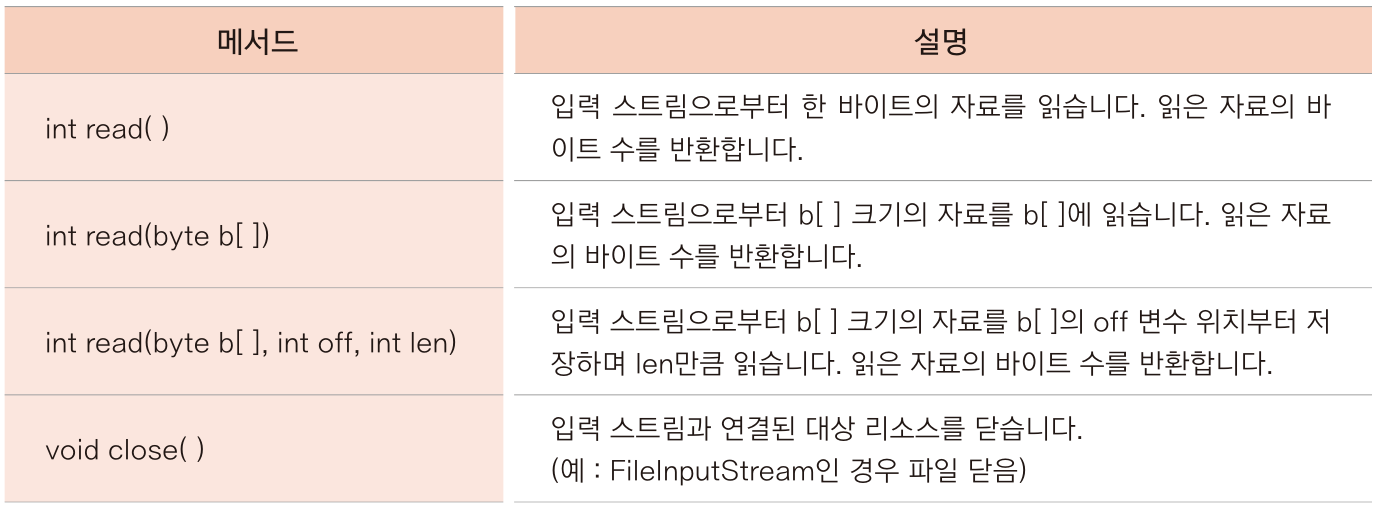 메서드
설명
int read( )
입력 스트림으로부터 한 바이트의 자료를 읽습니다. 읽은 자료의 바
이트 수를 반환합니다.
int read(byte b[ ])
입력 스트림으로부터 b[ ] 크기의 자료를 b[ ]에 읽습니다. 읽은 자료
의 바이트 수를 반환합니다.
int read(byte b[ ], int off, int len)
입력 스트림으로부터 b[ ] 크기의 자료를 b[ ]의 off 변수 위치부터 저
장하며 len만큼 읽습니다. 읽은 자료의 바이트 수를 반환합니다.
void close( )
입력 스트림과 연결된 대상 리소스를 닫습니다.
(예 : FileInputStream인 경우 파일 닫음)